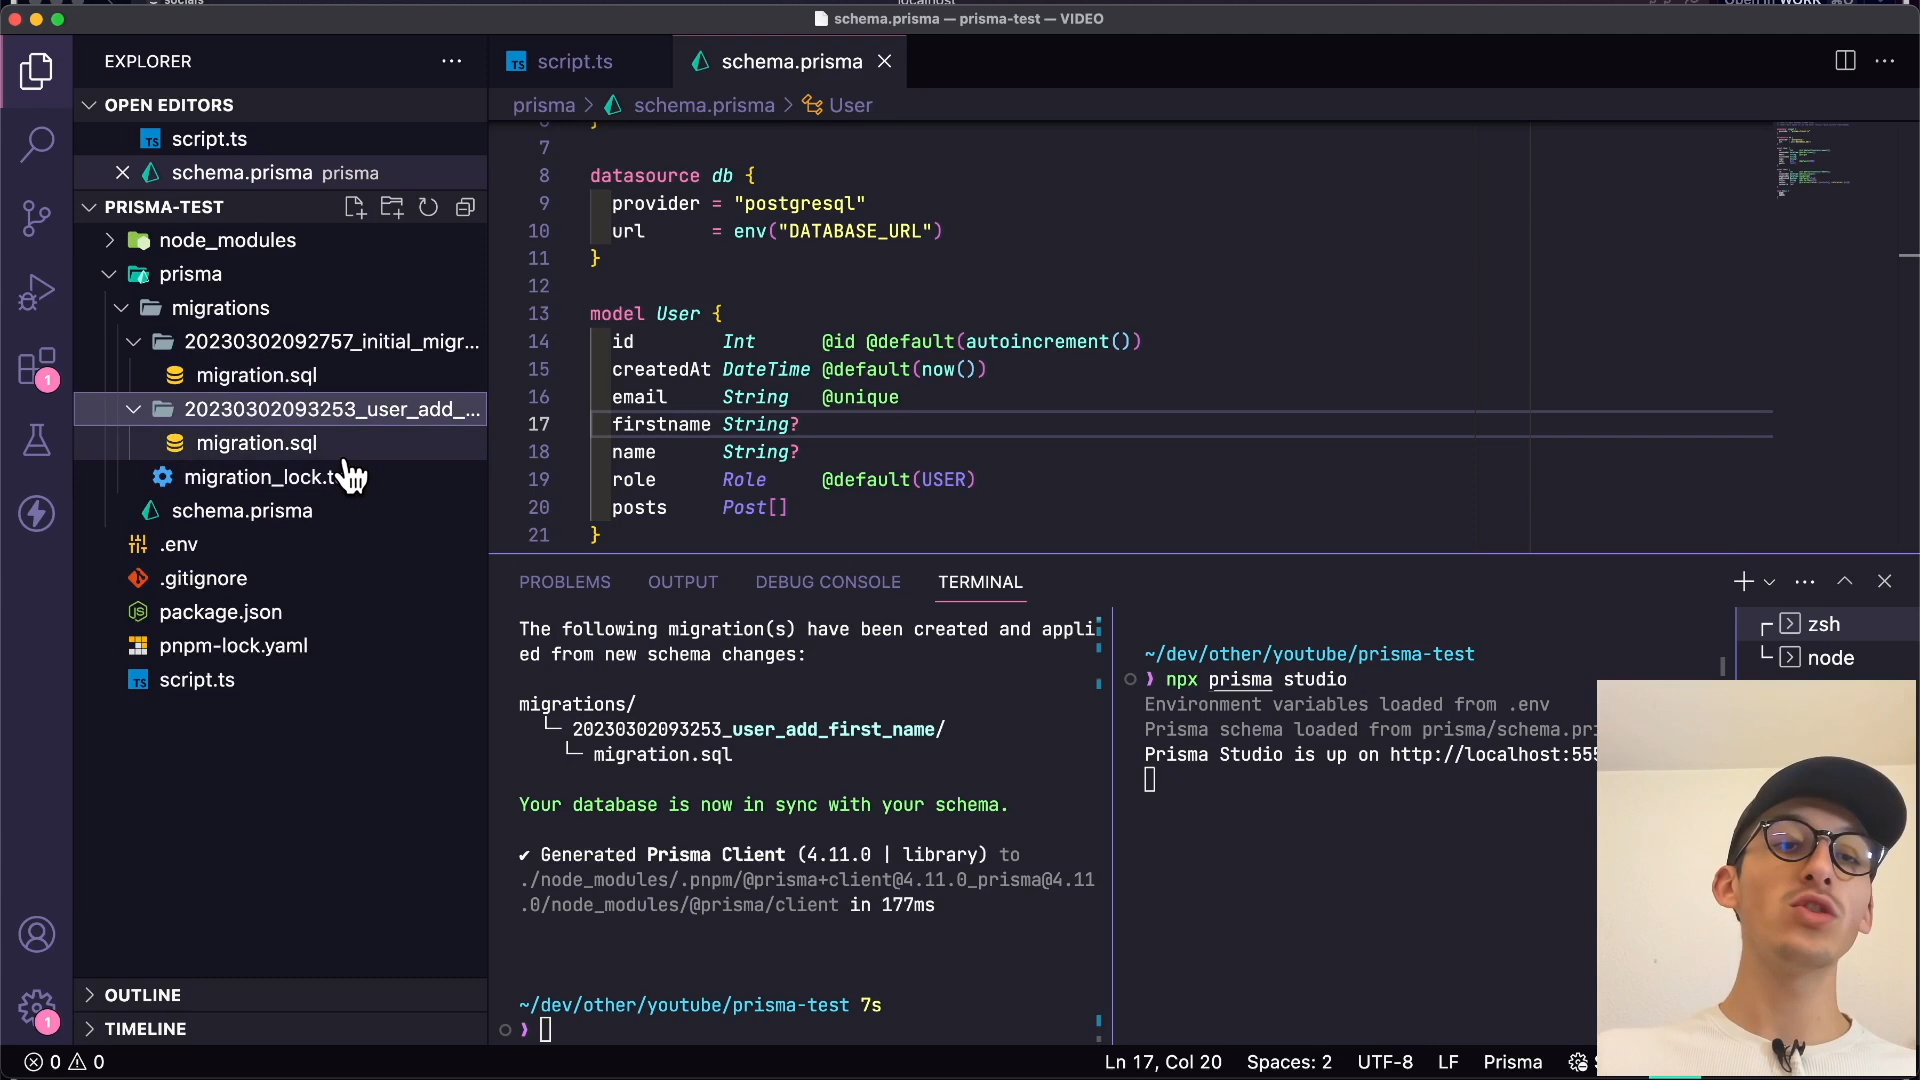 schema.prisma — prisma-test — VIDEO
EXPLORER
OPEN EDITORS
TS script.ts
schema.prisma prisma
PRISMA-TEST
node_modules
prisma
migrations
20230302092757_initial_migr...
migration.sql
20230302093253_user_add_...
migration.sql
migration_lock.t
schema.prisma
.env
.gitignore
package.json
pnpm-lock.yaml
TS script.ts
OUTLINE
TIMELINE
1
1
TS script.ts
schema.prisma
prisma > schema.prisma > User
7
8 datasource db {
9 provider = "postgresql"
10 url = env("DATABASE_URL")
11 }
12
13 model User {
14 id Int @id @default(autoincrement())
15 createdAt DateTime @default(now())
16 email String @unique
17 firstname String?
18 name String?
19 role Role @default(USER)
20 posts Post[]
21 }
PROBLEMS OUTPUT DEBUG CONSOLE TERMINAL
The following migration(s) have been created and appli
ed from new schema changes:
migrations/
└─ 20230302093253_user_add_first_name/
└─ migration.sql
Your database is now in sync with your schema.
✔ Generated Prisma Client (4.11.0 | library) to
./node_modules/.pnpm/@prisma+client@4.11.0_prisma@4.11
.0/node_modules/@prisma/client in 177ms
~/dev/other/youtube/prisma-test 7s
❯
~/dev/other/youtube/prisma-test
❯ npx prisma studio
Environment variables loaded from .env
Prisma schema loaded from prisma/schema.pri
Prisma Studio is up on http://localhost:555
zsh
node
0 0
Ln 17, Col 20 Spaces: 2 UTF-8 LF Prisma